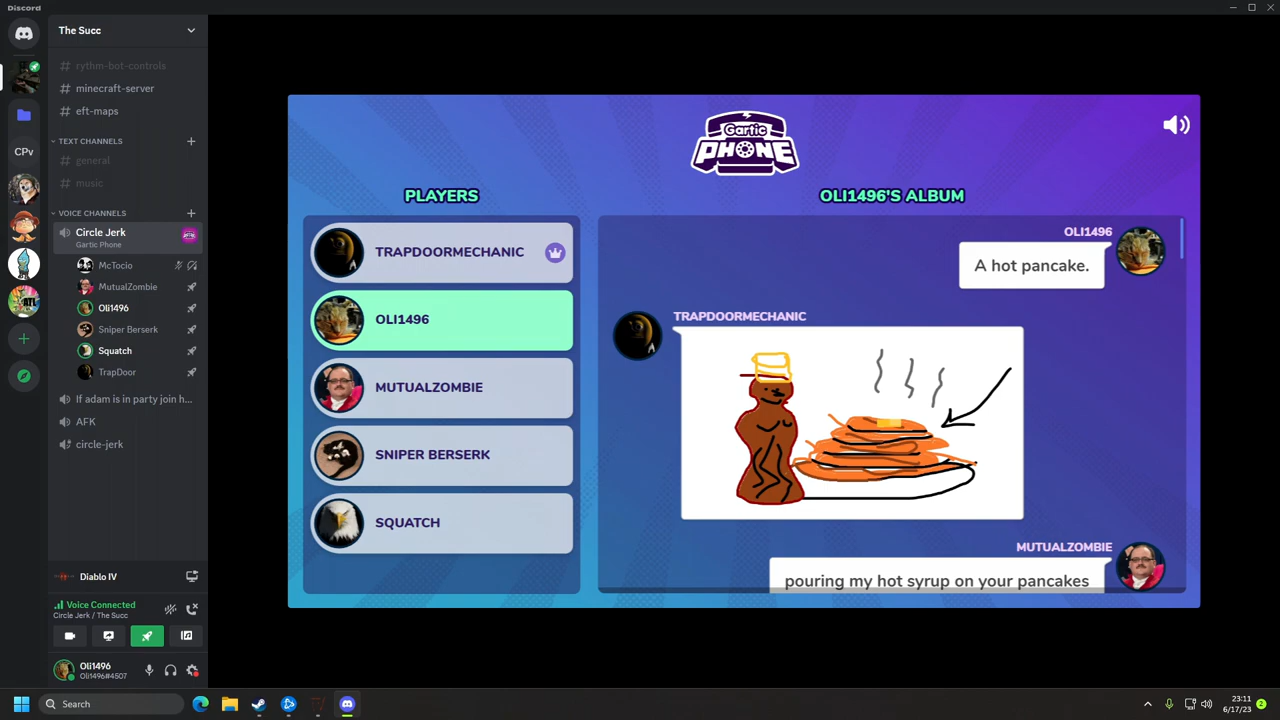 Discord
The Succ
rythm-bot-controls
minecraft-server
eft-maps
TEXT CHANNELS
general
music
VOICE CHANNELS
Circle Jerk
Gartic Phone
McTocio
MutualZombie
Oli1496
Sniper Berserk
Squatch
TrapDoor
If adam is in party join h...
AFK
circle-jerk
CPv
Diablo IV
Voice Connected
Circle Jerk / The Succ
Oli1496
Oli1496#4507
Gartic
PHONE
PLAYERS
TRAPDOORMECHANIC
OLI1496
MUTUALZOMBIE
SNIPER BERSERK
SQUATCH
OLI1496'S ALBUM
OLI1496
A hot pancake.
TRAPDOORMECHANIC
MUTUALZOMBIE
pouring my hot syrup on your pancakes
Search
23:11
6/17/23
2